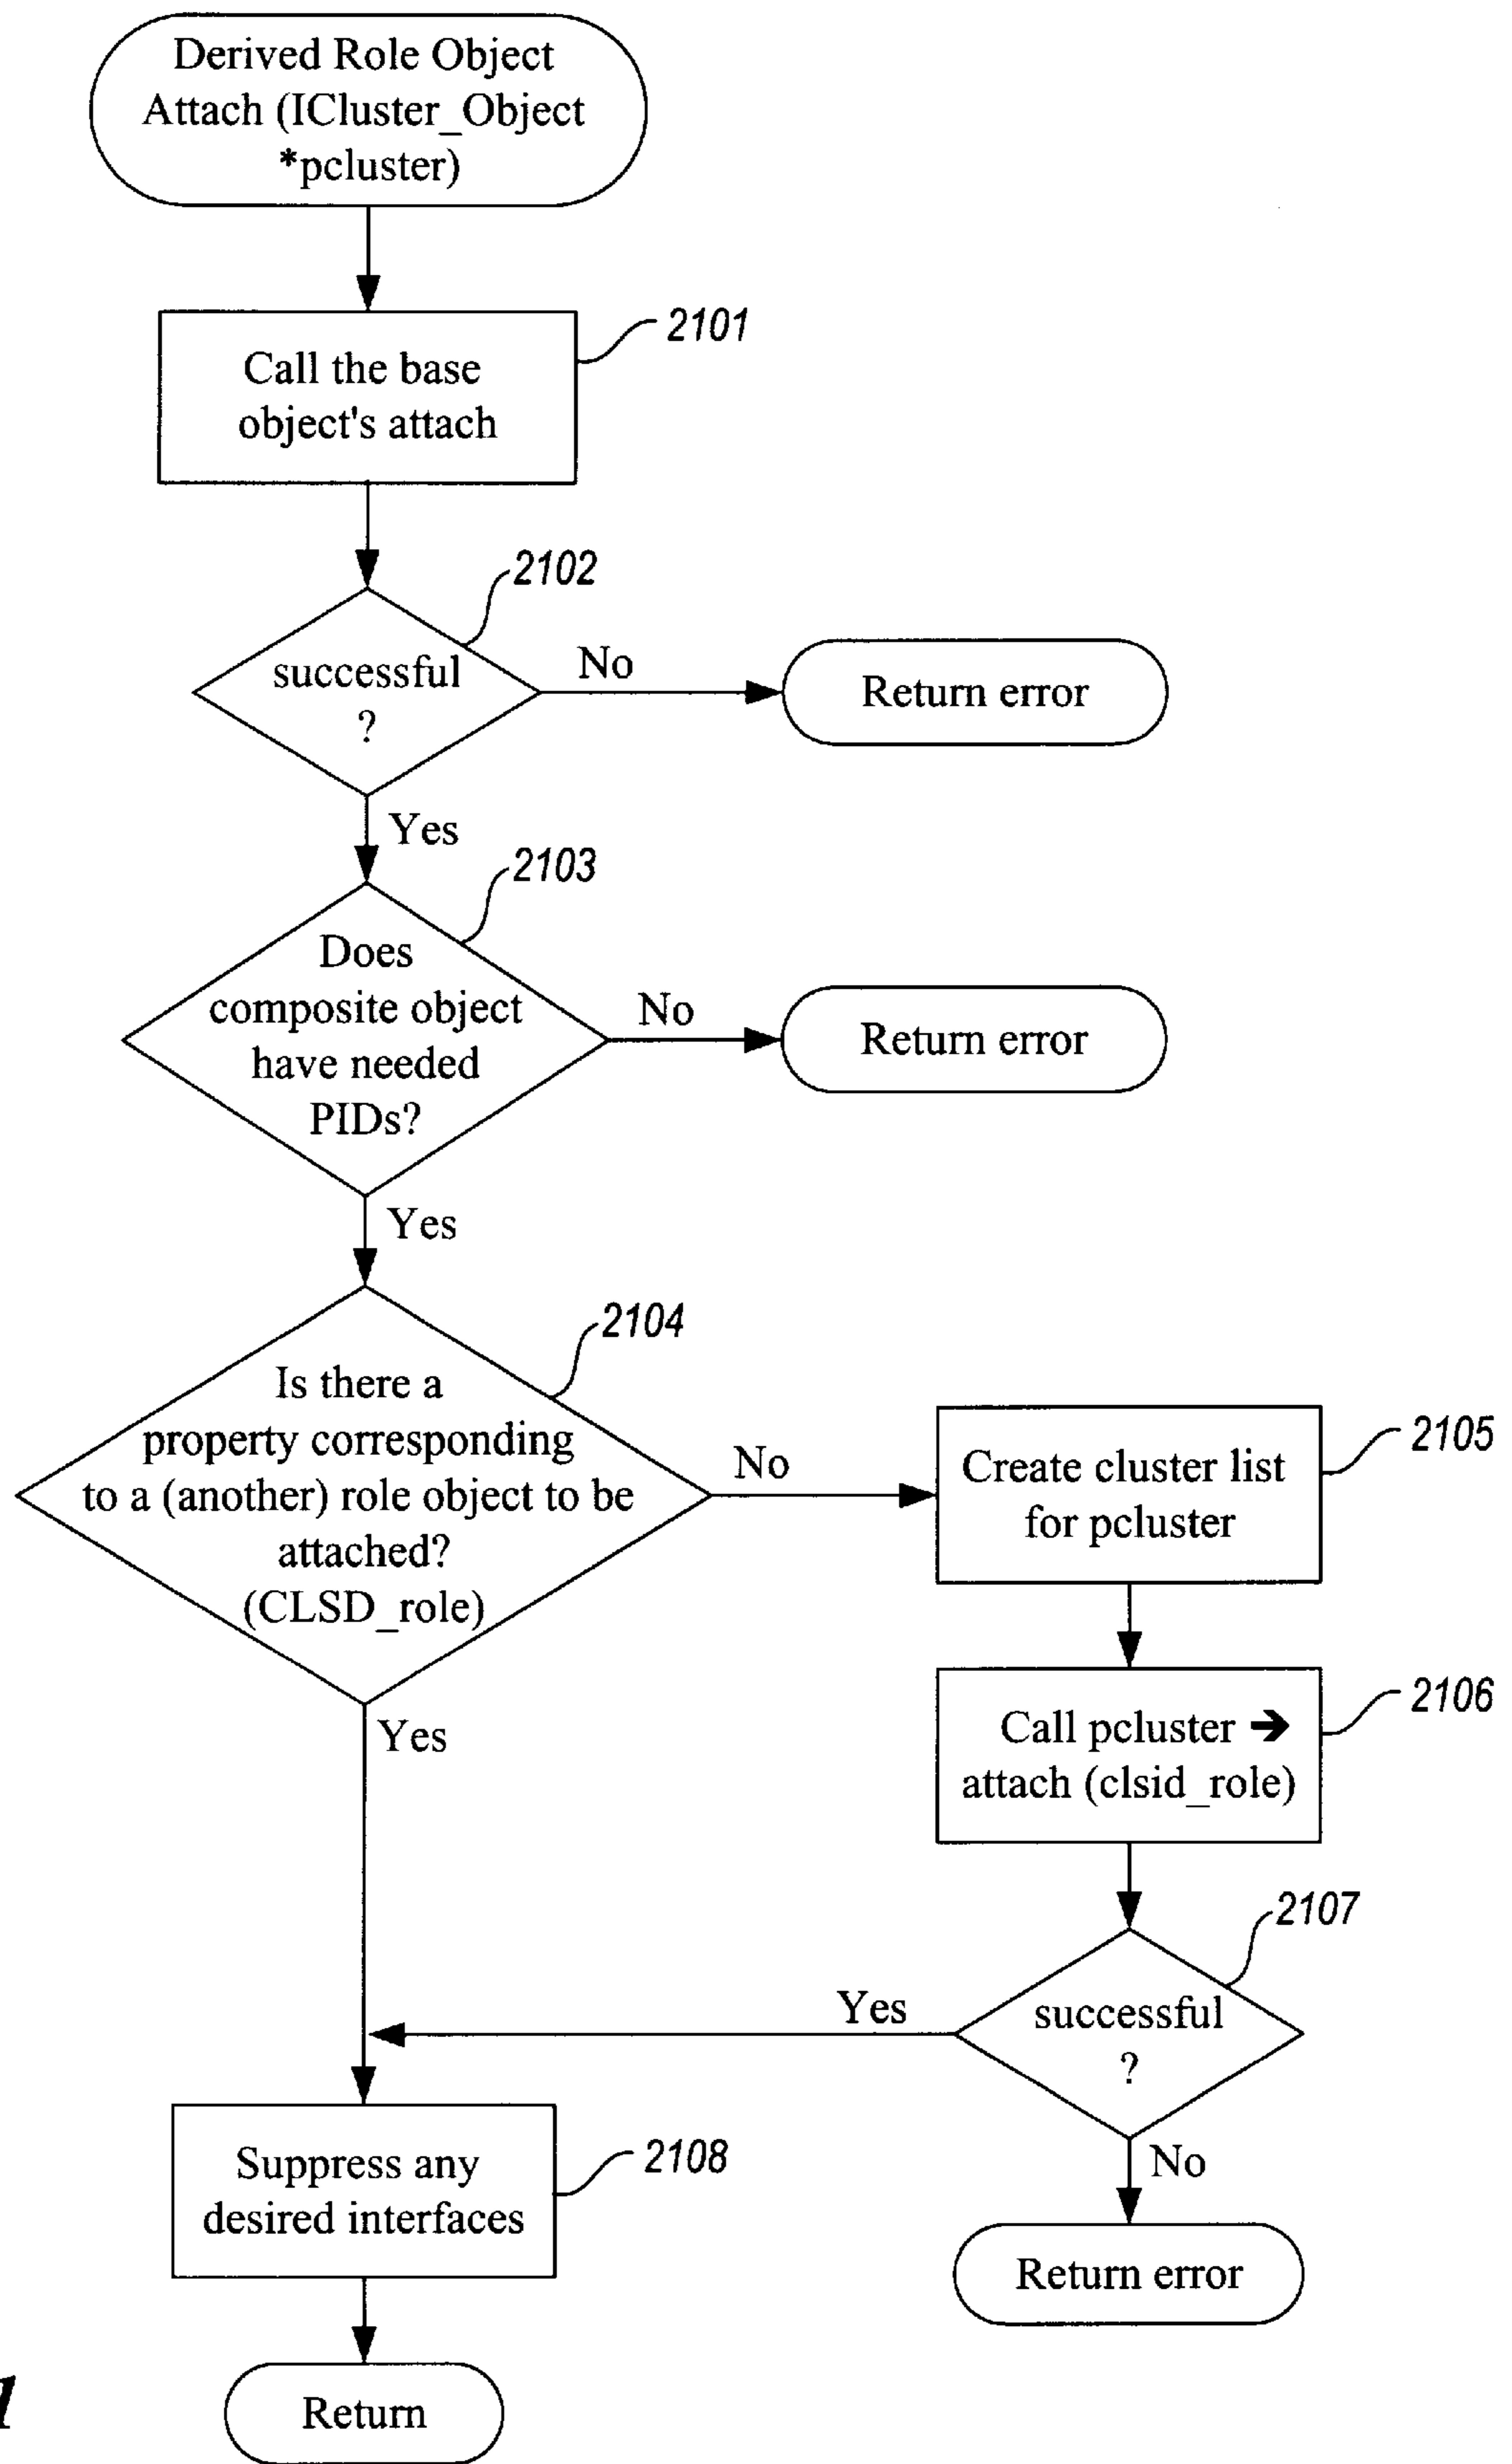 Derived Role Object
Attach (ICluster_Object
*pcluster)
Call the base
object's attach
2101
successful
?
2102
No
Return error
Yes
Does
composite object
have needed
PIDs?
2103
No
Return error
Yes
Is there a
property corresponding
to a (another) role object to be
attached?
(CLSD_role)
2104
No
Create cluster list
for pcluster
2105
Call pcluster ➔
attach (clsid_role)
2106
Yes
successful
?
2107
Yes
No
Return error
Suppress any
desired interfaces
2108
Return